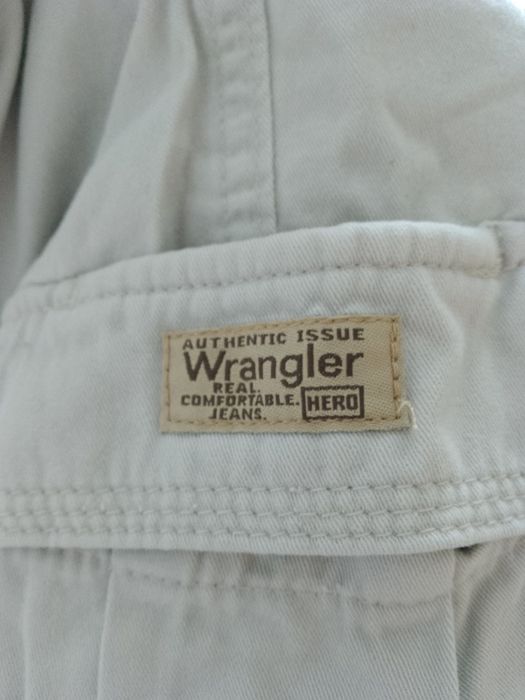 AUTHENTIC ISSUE
Wrangler
REAL.
COMFORTABLE. HERO
JEANS.